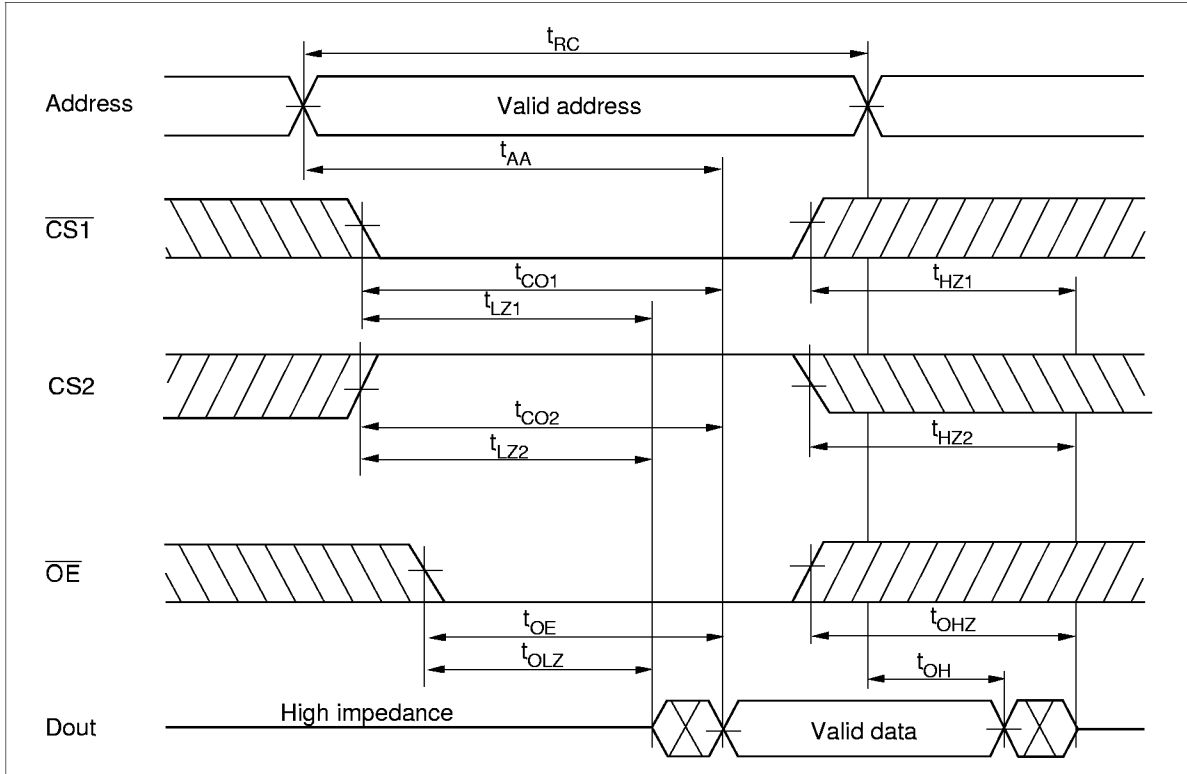 tRC
Address
Valid address
tAA
CS1
tCO1
tHZ1
tLZ1
CS2
tCO2
tHZ2
tLZ2
OE
tOE
tOHZ
tOLZ
tOH
High impedance
Dout
Valid data